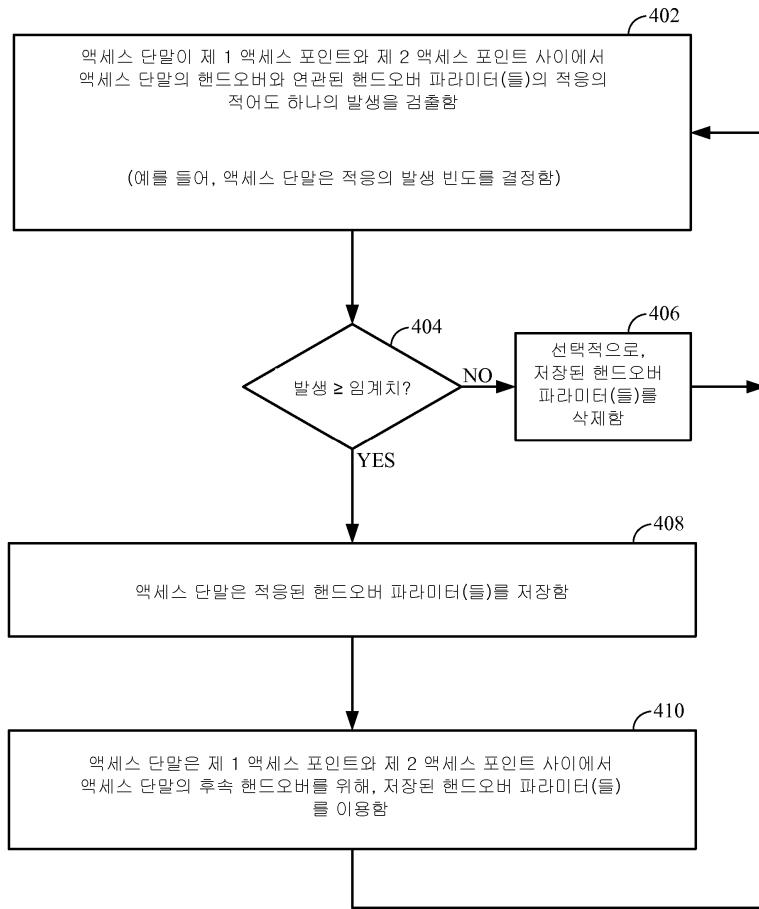 402
액세스 단말이 제 1 액세스 포인트와 제 2 액세스 포인트 사이에서
액세스 단말의 핸드오버와 연관된 핸드오버 파라미터(들)의 적응의
적어도 하나의 발생을 검출함
(예를 들어, 액세스 단말은 적응의 발생 빈도를 결정함)
404
발생 ≥ 임계치?
NO
YES
406
선택적으로,
저장된 핸드오버
파라미터(들)를
삭제함
408
액세스 단말은 적응된 핸드오버 파라미터(들)를 저장함
410
액세스 단말은 제 1 액세스 포인트와 제 2 액세스 포인트 사이에서
액세스 단말의 후속 핸드오버를 위해, 저장된 핸드오버 파라미터(들)
를 이용함